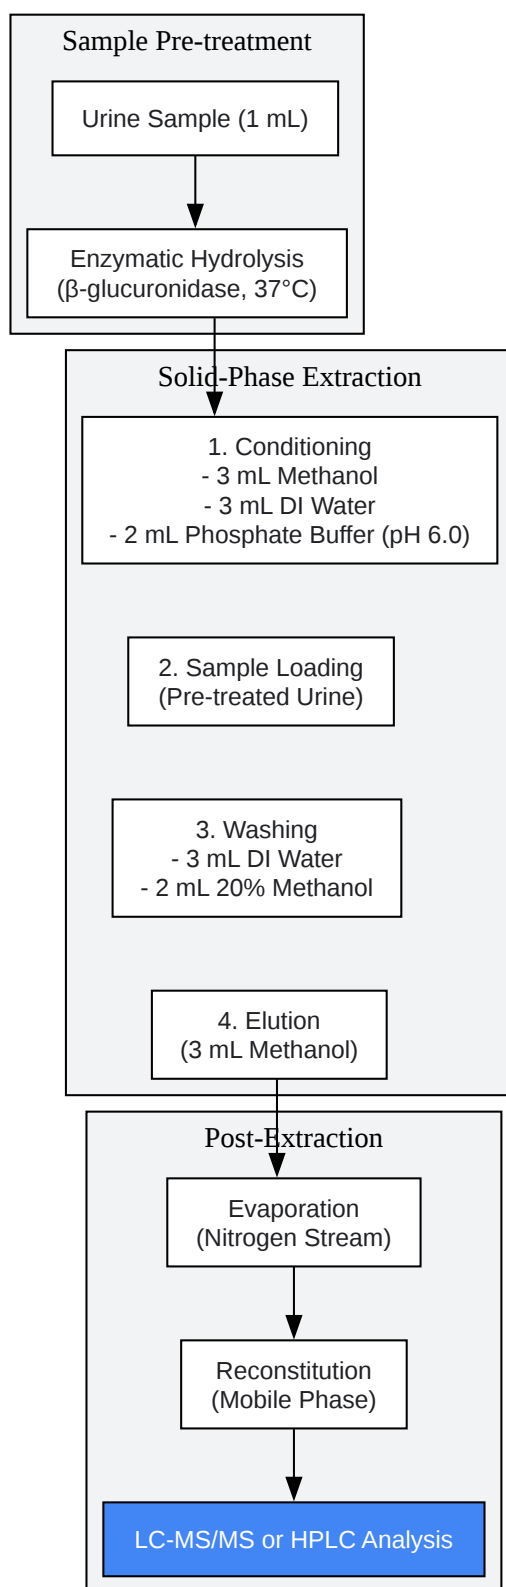 Sample Pre-treatment
Urine Sample (1 mL)
Enzymatic Hydrolysis
(β-glucuronidase, 37°C)
Solid-Phase Extraction
1. Conditioning
- 3 mL Methanol
- 3 mL DI Water
- 2 mL Phosphate Buffer (pH 6.0)
2. Sample Loading
(Pre-treated Urine)
3. Washing
- 3 mL DI Water
- 2 mL 20% Methanol
4. Elution
(3 mL Methanol)
Post-Extraction
Evaporation
(Nitrogen Stream)
Reconstitution
(Mobile Phase)
LC-MS/MS or HPLC Analysis